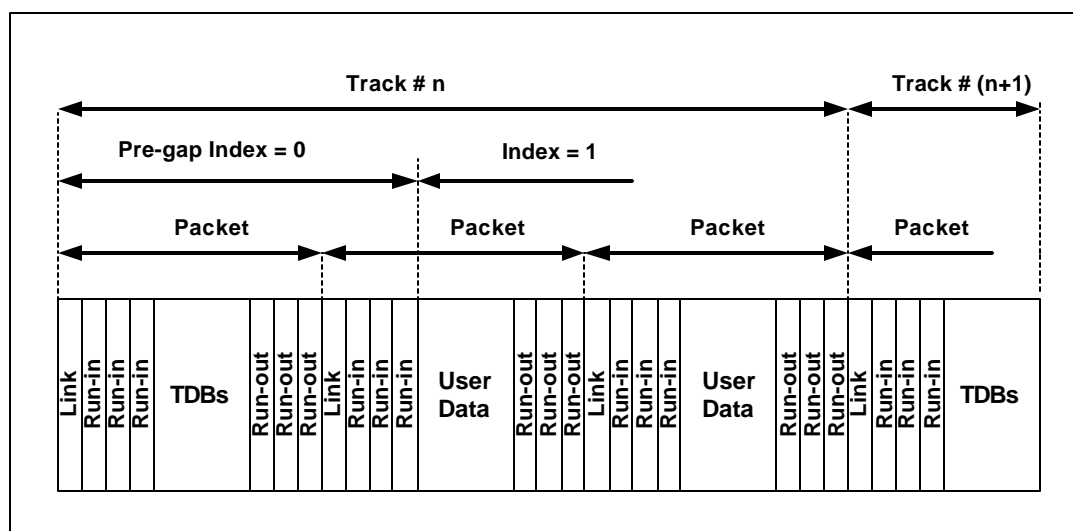 Track # n
Track # (n+1)
Pre-gap Index = 0
Index = 1
Packet
Packet
Packet
Packet
Link
Run-in
Run-in
Run-in
TDBs
Run-out
Run-out
Run-out
Link
Run-in
Run-in
Run-in
User
Data
Run-out
Run-out
Run-out
Link
Run-in
Run-in
Run-in
User
Data
Run-out
Run-out
Run-out
Link
Run-in
Run-in
Run-in
TDBs